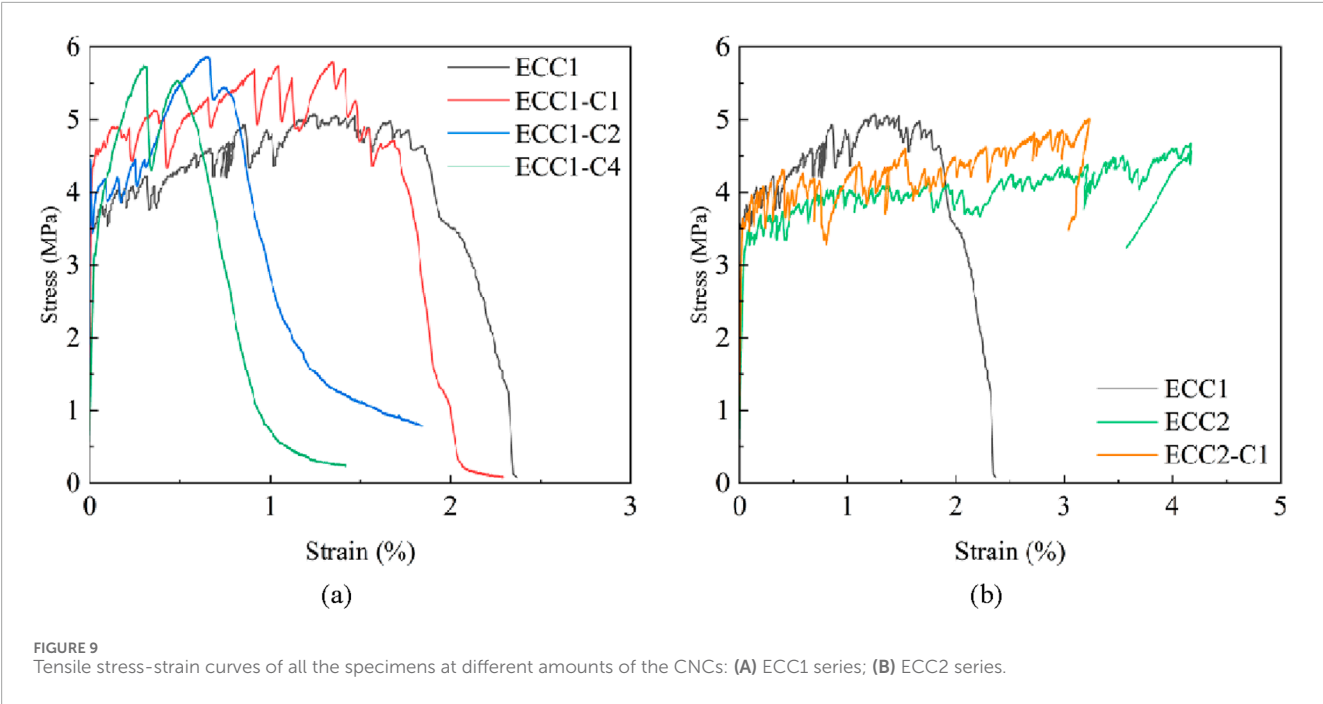 6
5
4
3
2
1
0
Stress (MPa)
ECC1
ECC1-C1
ECC1-C2
ECC1-C4
0 1 2 3
Strain (%)
(a)
6
5
4
3
2
1
0
Stress (MPa)
ECC1
ECC2
ECC2-C1
0 1 2 3 4 5
Strain (%)
(b)
FIGURE 9
Tensile stress-strain curves of all the specimens at different amounts of the CNCs: (A) ECC1 series; (B) ECC2 series.